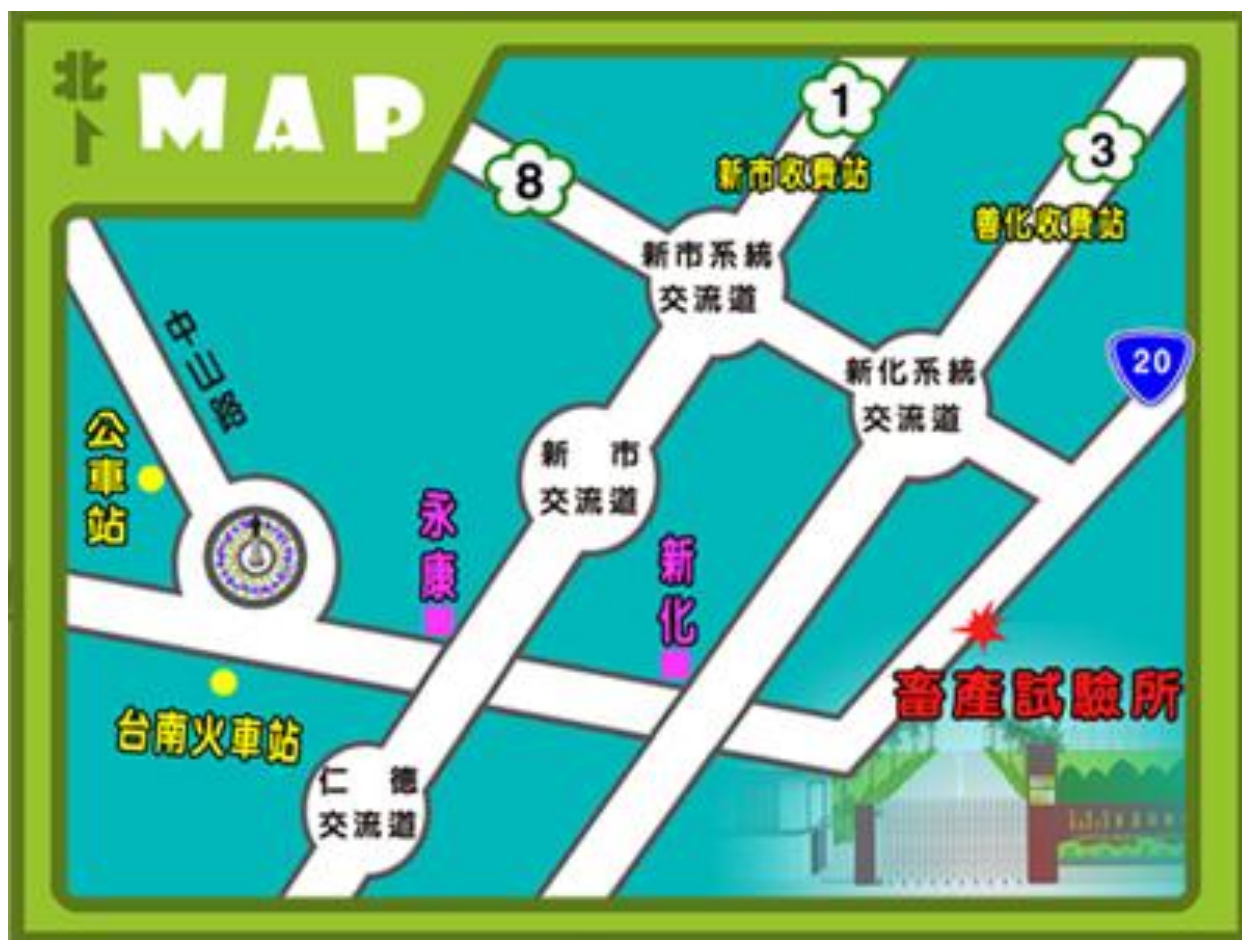 北
MAP
1
8
3
新市收費站
善化收費站
新市系統
交流道
新化系統
交流道
20
中山路
公車站
新市
交流道
永康
新化
畜產試驗所
台南火車站
仁德
交流道